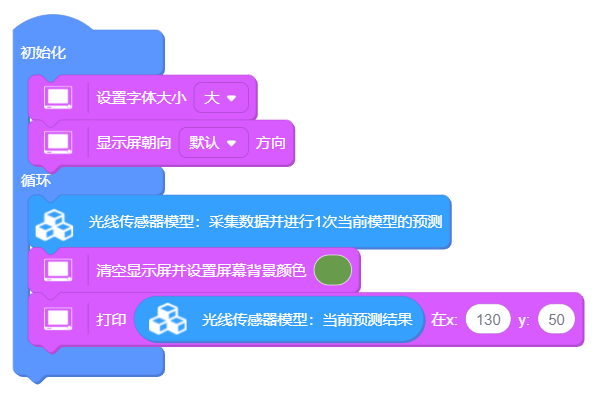 初始化
设置字体大小 大
显示屏朝向 默认 方向
循环
光线传感器模型：采集数据并进行1次当前模型的预测
清空显示屏并设置屏幕背景颜色
打印 光线传感器模型：当前预测结果 在x: 130 y: 50